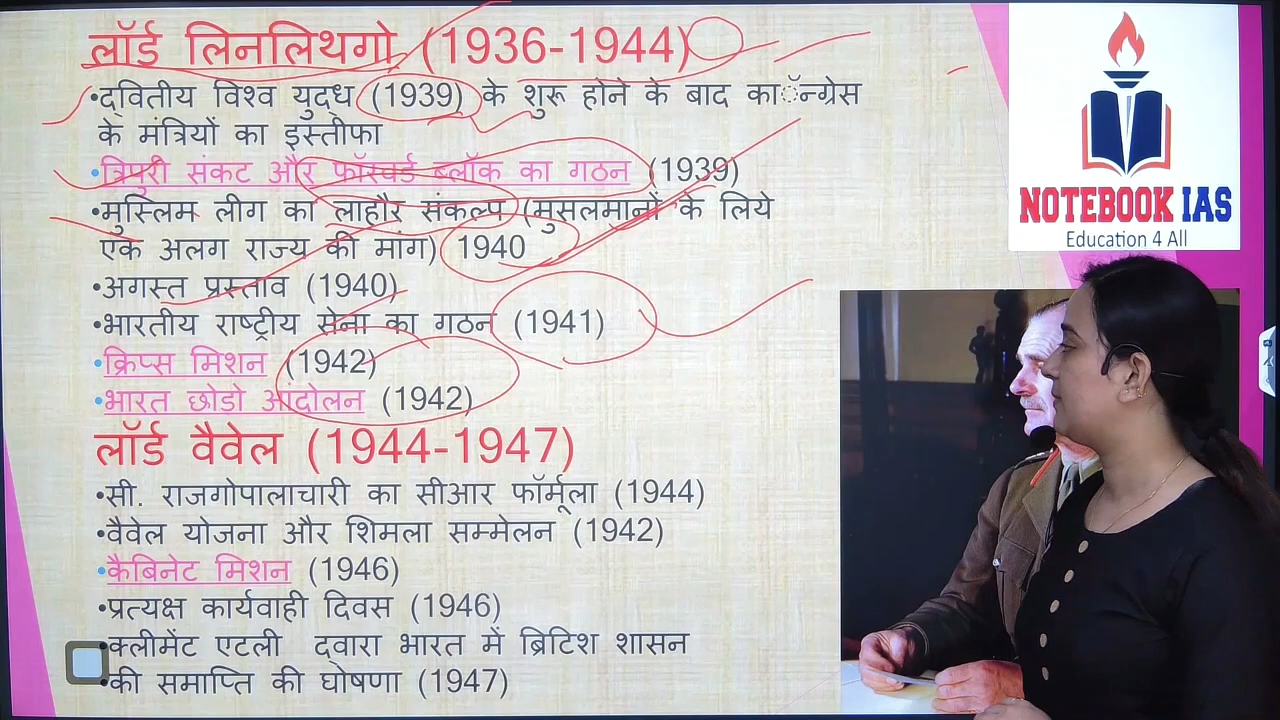 लॉर्ड लिनलिथगो (1936-1944)
•द्वितीय विश्व युद्ध (1939) के शुरू होने के बाद काॅन्ग्रेस
के मंत्रियों का इस्तीफा
•त्रिपुरी संकट और फॉरवर्ड ब्लॉक का गठन (1939)
•मुस्लिम लीग का लाहौर संकल्प (मुसलमानों के लिये
एक अलग राज्य की मांग) 1940
•अगस्त प्रस्ताव (1940)
•भारतीय राष्ट्रीय सेना का गठन (1941)
•क्रिप्स मिशन (1942)
•भारत छोडो आंदोलन (1942)
लॉर्ड वैवेल (1944-1947)
•सी. राजगोपालाचारी का सीआर फॉर्मूला (1944)
•वैवेल योजना और शिमला सम्मेलन (1942)
•कैबिनेट मिशन (1946)
•प्रत्यक्ष कार्यवाही दिवस (1946)
•क्लीमेंट एटली द्वारा भारत में ब्रिटिश शासन
•की समाप्ति की घोषणा (1947)
NOTEBOOK IAS
Education 4 All